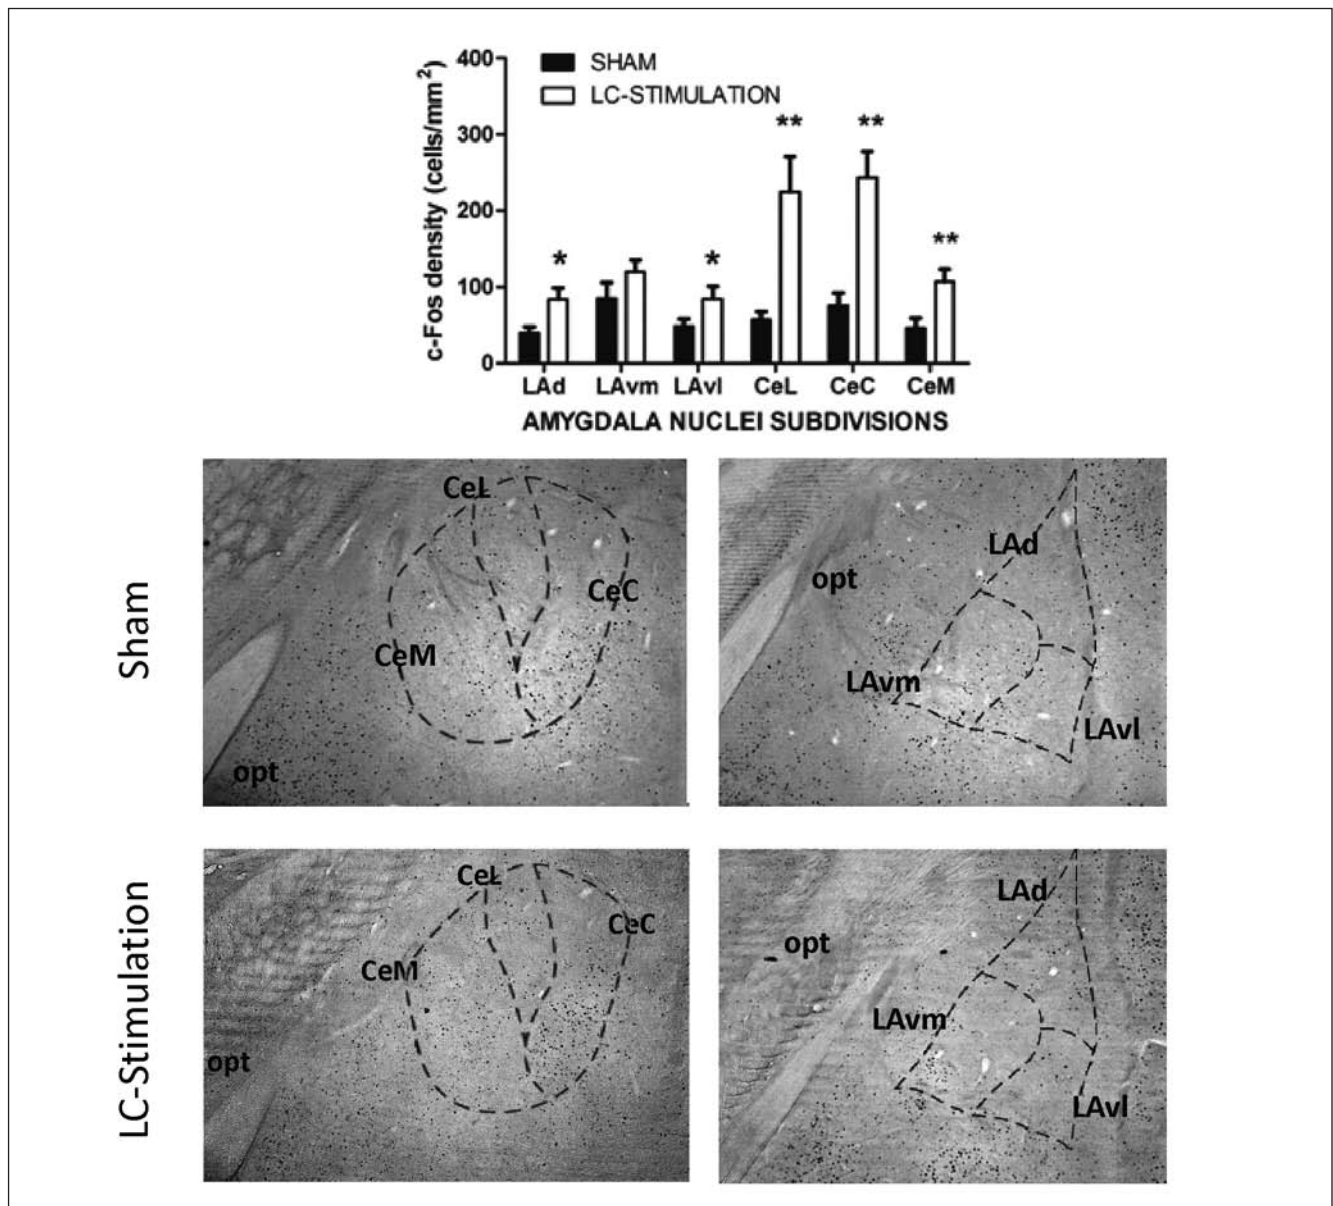 400
300
200
100
0
c-Fos density (cells/mm²)
SHAM
LC-STIMULATION
*
*
**
**
**
LAd LAvm LAvl CeL CeC CeM
AMYGDALA NUCLEI SUBDIVISIONS
Sham
CeL
CeC
CeM
opt
LAd
opt
LAvm
LAvl
LC-Stimulation
CeL
CeC
CeM
opt
LAd
opt
LAvm
LAvl